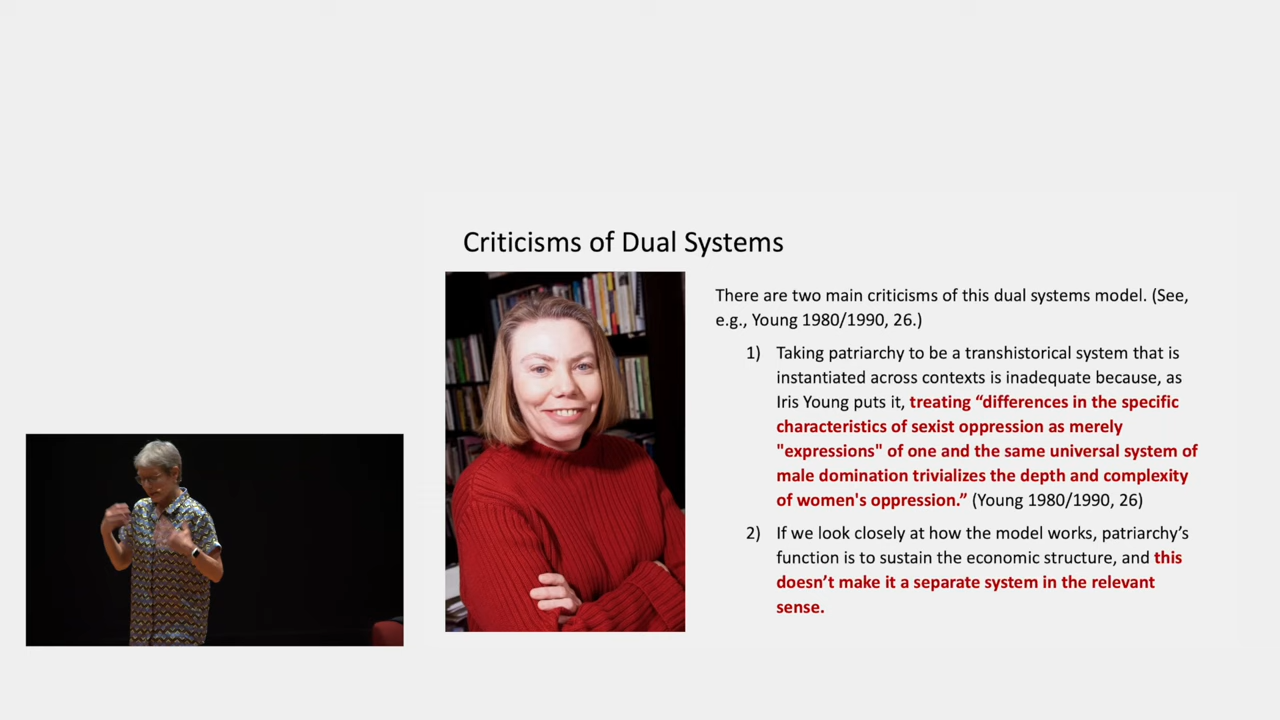 Criticisms of Dual Systems
There are two main criticisms of this dual systems model. (See,
e.g., Young 1980/1990, 26.)
1) Taking patriarchy to be a transhistorical system that is
instantiated across contexts is inadequate because, as
Iris Young puts it, treating “differences in the specific
characteristics of sexist oppression as merely
"expressions" of one and the same universal system of
male domination trivializes the depth and complexity
of women's oppression.” (Young 1980/1990, 26)
2) If we look closely at how the model works, patriarchy’s
function is to sustain the economic structure, and this
doesn’t make it a separate system in the relevant
sense.